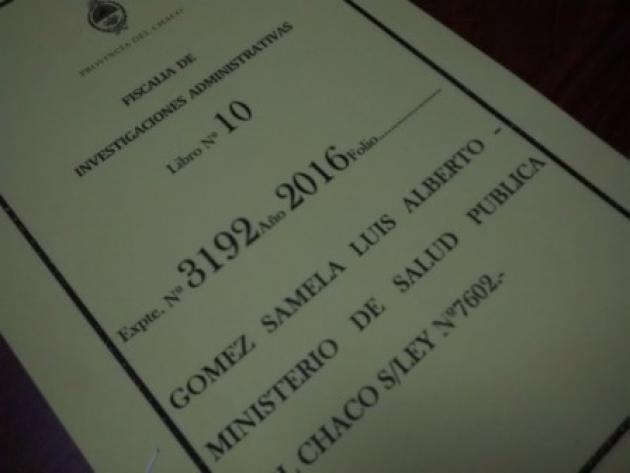 PROVINCIA DEL CHACO
FISCALIA DE
INVESTIGACIONES ADMINISTRATIVAS
Libro Nº 10
Expte. Nº 3192 Año 2016 Folio..................
GOMEZ SAMELA LUIS ALBERTO -
MINISTERIO DE SALUD PUBLICA
L CHACO S/LEY Nº7602.-